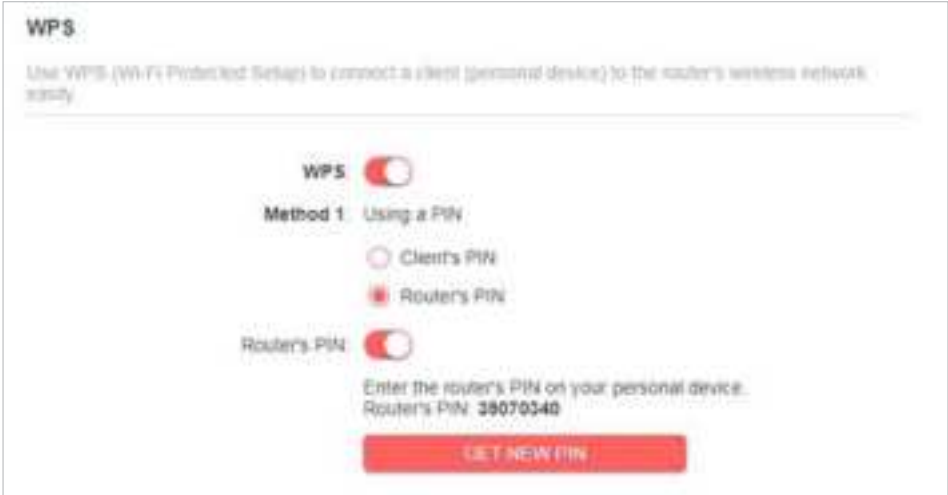 WPS
Use WPS (Wi-Fi Protected Setup) to connect a client (personal device) to the router's wireless network
easily.
WPS
Method 1 Using a PIN
Client's PIN
Router's PIN
Router's PIN
Enter the router's PIN on your personal device.
Router's PIN: 39070340
GET NEW PIN